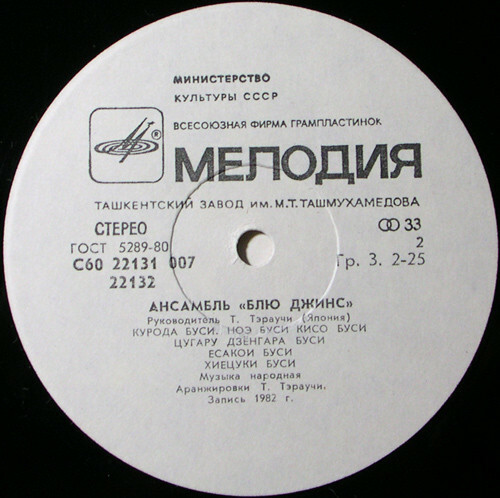 МИНИСТЕРСТВО
КУЛЬТУРЫ СССР
ВСЕСОЮЗНАЯ ФИРМА ГРАМПЛАСТИНОК
®
МЕЛОДИЯ
ТАШКЕНТСКИЙ ЗАВОД ИМ. М.Т. ТАШМУХАМЕДОВА
СТЕРЕО 33
ГОСТ 5289-80 2
С60 22131 007 Гр. 3. 2-25
22132
АНСАМБЛЬ «БЛЮ ДЖИНС»
Руководитель Т. Тэраучи (Япония)
КУРОДА БУСИ. НОЭ БУСИ КИСО БУСИ
ЦУГАРУ ДЗЁНГАРА БУСИ
ЕСАКОИ БУСИ
ХИЕЦУКИ БУСИ
Музыка народная
Аранжировки Т. Тэраучи.
Запись 1982 г.